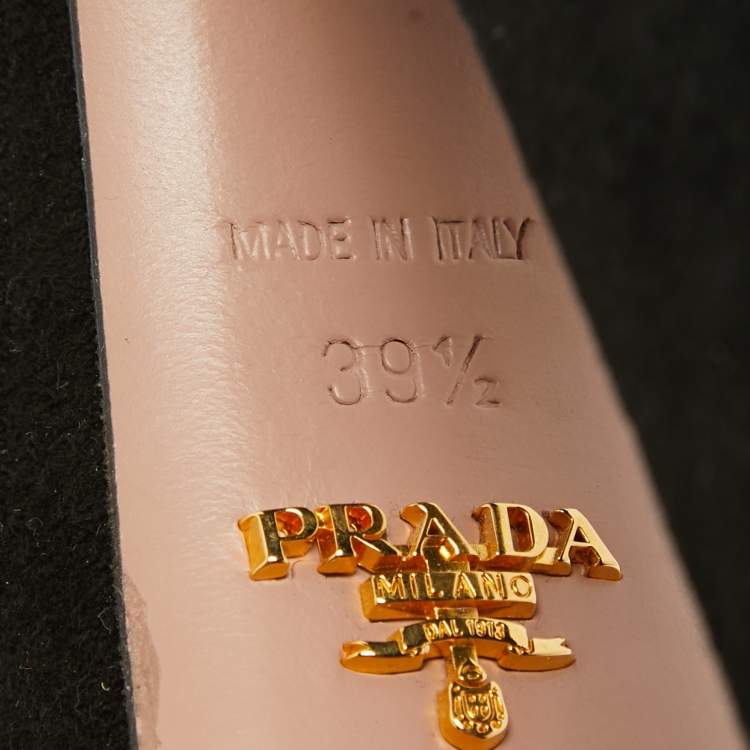 MADE IN ITALY
39½
PRADA
MILANO
DAL 1913